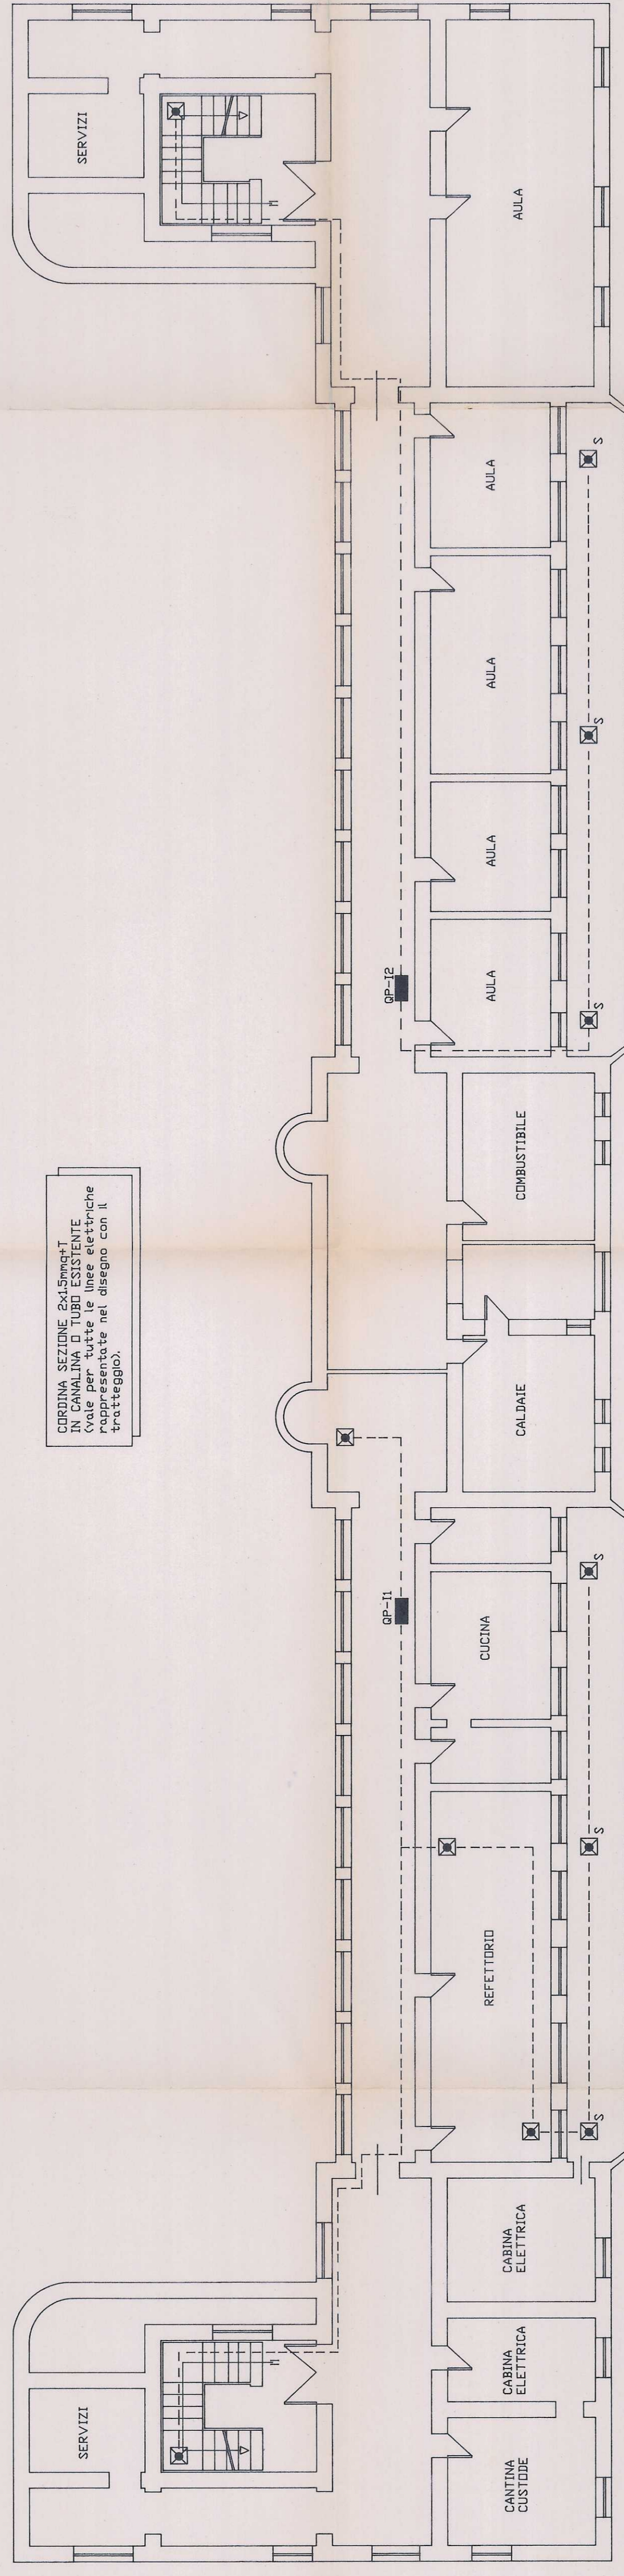 SERVIZI
AULA
AULA
S
AULA
S
AULA
QP-I2
AULA
S
COMBUSTIBILE
CORDINA SEZIONE 2x1.5mmq+T
IN CANALINA O TUBO ESISTENTE
(vale per tutte le linee elettriche
rappresentate nel disegno con il
tratteggio).
CALDAIE
S
QP-I1
CUCINA
S
REFETTORIO
S
CABINA
ELETTRICA
CABINA
ELETTRICA
SERVIZI
CANTINA
CUSTODE